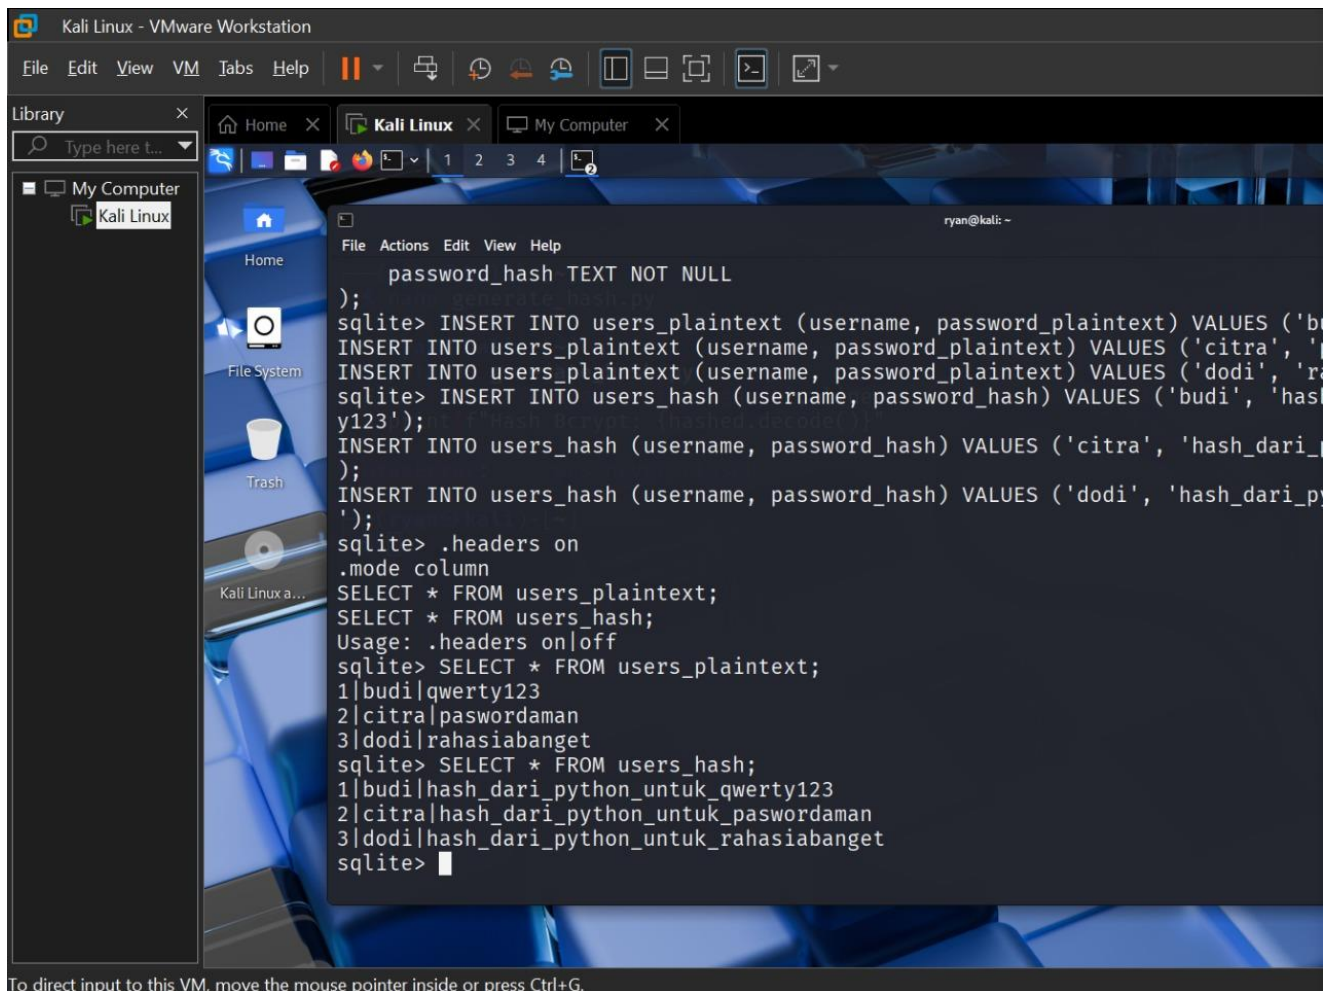 Kali Linux - VMware Workstation
File Edit View VM Tabs Help
Library
Type here t...
My Computer
Kali Linux
Home
Kali Linux
My Computer
1 2 3 4
2
Home
File System
Trash
Kali Linux a...
ryan@kali: ~
File Actions Edit View Help
password_hash TEXT NOT NULL
);
sqlite> INSERT INTO users_plaintext (username, password_plaintext) VALUES ('b
INSERT INTO users_plaintext (username, password_plaintext) VALUES ('citra', '
INSERT INTO users_plaintext (username, password_plaintext) VALUES ('dodi', 'r
sqlite> INSERT INTO users_hash (username, password_hash) VALUES ('budi', 'has
y123');
INSERT INTO users_hash (username, password_hash) VALUES ('citra', 'hash_dari_
);
INSERT INTO users_hash (username, password_hash) VALUES ('dodi', 'hash_dari_p
');
sqlite> .headers on
.mode column
SELECT * FROM users_plaintext;
SELECT * FROM users_hash;
Usage: .headers on|off
sqlite> SELECT * FROM users_plaintext;
1|budi|qwerty123
2|citra|paswordaman
3|dodi|rahasiabanget
sqlite> SELECT * FROM users_hash;
1|budi|hash_dari_python_untuk_qwerty123
2|citra|hash_dari_python_untuk_paswordaman
3|dodi|hash_dari_python_untuk_rahasiabanget
sqlite>
To direct input to this VM, move the mouse pointer inside or press Ctrl+G.